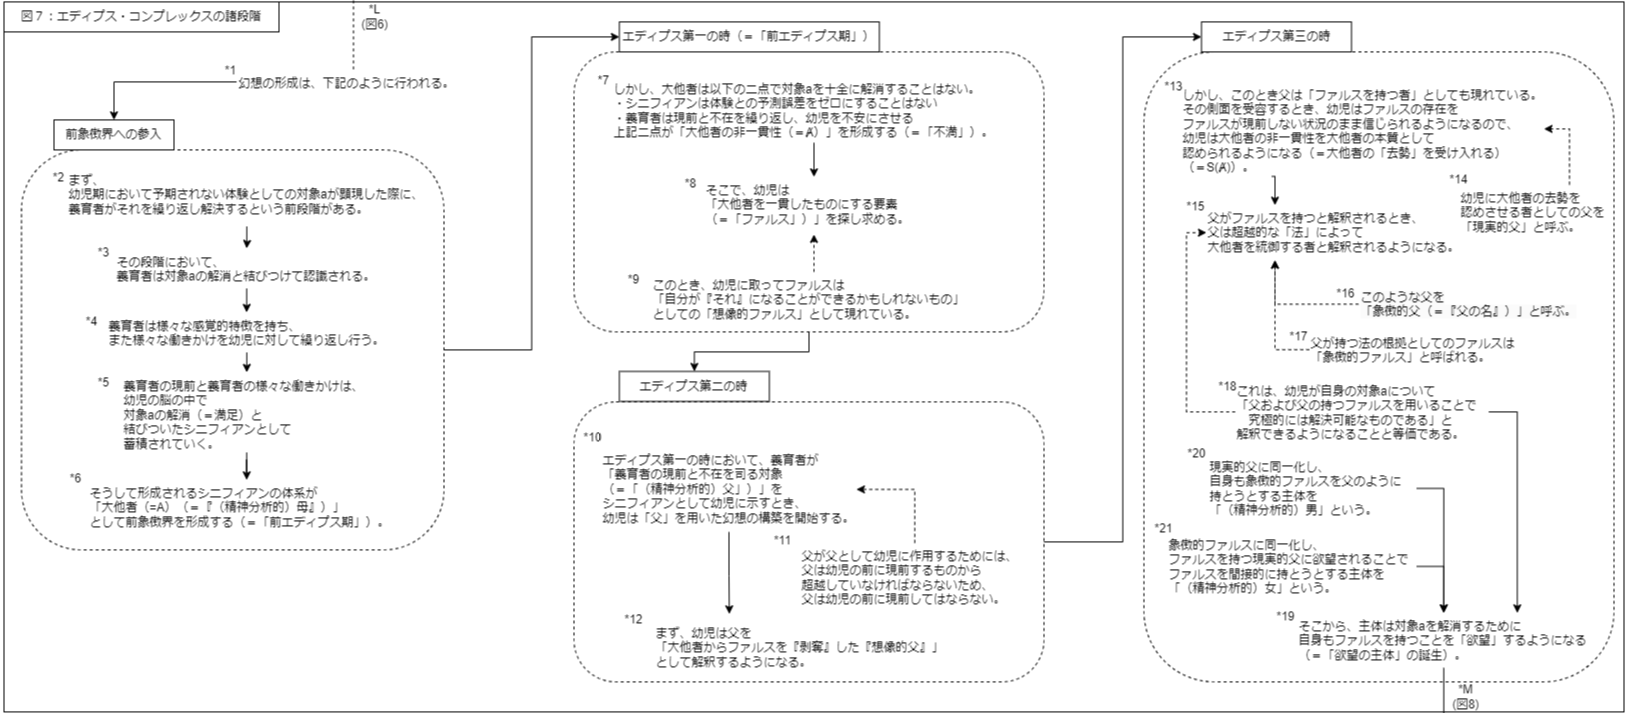 図7：エディプス・コンプレックスの諸段階
*L
(図6)
*1
幻想の形成は、下記のように行われる。
前象徴界への参入
*2 まず、
幼児期において予期されない体験としての対象aが顕現した際に、
養育者がそれを繰り返し解決するという前段階がある。
*3
その段階において、
養育者は対象aの解消と結びつけて認識される。
*4
養育者は様々な感覚的特徴を持ち、
また様々な働きかけを幼児に対して繰り返し行う。
*5 養育者の現前と養育者の様々な働きかけは、
幼児の脳の中で
対象aの解消（＝満足）と
結びついたシニフィアンとして
蓄積されていく。
*6
そうして形成されるシニフィアンの体系が
「大他者（=A）（＝『（精神分析的）母』）」
として前象徴界を形成する（＝「前エディプス期」）。
エディプス第一の時（＝「前エディプス期」）
*7
しかし、大他者は以下の二点で対象aを十全に解消することはない。
・シニフィアンは体験との予測誤差をゼロにすることはない
・養育者は現前と不在を繰り返し、幼児を不安にさせる
上記二点が「大他者の非一貫性（＝A̸）」を形成する（＝「不満」）。
*8
そこで、幼児は
「大他者を一貫したものにする要素
（＝「ファルス」）」を探し求める。
*9
このとき、幼児に取ってファルスは
「自分が『それ』になることができるかもしれないもの」
としての「想像的ファルス」として現れている。
エディプス第二の時
*10
エディプス第一の時において、養育者が
「養育者の現前と不在を司る対象
（＝「（精神分析的）父」）」を
シニフィアンとして幼児に示すとき、
幼児は「父」を用いた幻想の構築を開始する。
*11
父が父として幼児に作用するためには、
父は幼児の前に現前するものから
超越していなければならないため、
父は幼児の前に現前してはならない。
*12
まず、幼児は父を
「大他者からファルスを『剥奪』した『想像的父』」
として解釈するようになる。
エディプス第三の時
*13
しかし、このとき父は「ファルスを持つ者」としても現れている。
その側面を受容するとき、幼児はファルスの存在を
ファルスが現前しない状況のまま信じられるようになるので、
幼児は大他者の非一貫性を大他者の本質として
認められるようになる（＝大他者の「去勢」を受け入れる）
（＝S(A̸)）。
*14
幼児に大他者の去勢を
認めさせる者としての父を
「現実的父」と呼ぶ。
*15
父がファルスを持つと解釈されるとき、
父は超越的な「法」によって
大他者を統御する者と解釈されるようになる。
*16 このような父を
「象徴的父（＝『父の名』）」と呼ぶ。
*17
父が持つ法の根拠としてのファルスは
「象徴的ファルス」と呼ばれる。
*18 これは、幼児が自身の対象aについて
「父および父の持つファルスを用いることで
究極的には解決可能なものである」と
解釈できるようになることと等価である。
*20
現実的父に同一化し、
自身も象徴的ファルスを父のように
持とうとする主体を
「（精神分析的）男」という。
*21
象徴的ファルスに同一化し、
ファルスを持つ現実的父に欲望されることで
ファルスを間接的に持とうとする主体を
「（精神分析的）女」という。
*19
そこから、主体は対象aを解消するために
自身もファルスを持つことを「欲望」するようになる
（＝「欲望の主体」の誕生）。
*M
(図8)